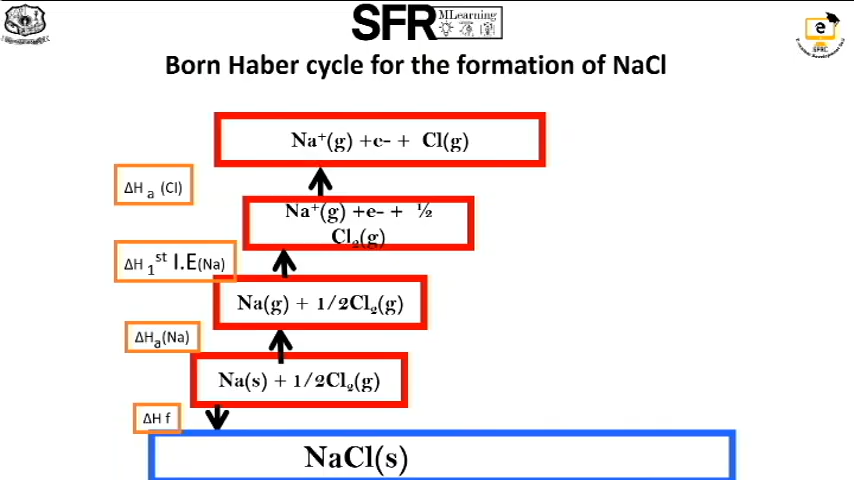 SFR MLearning
e
SFRC
Born Haber cycle for the formation of NaCl
Na⁺(g) +e- + Cl(g)
ΔH ₐ (Cl)
Na⁺(g) +e- + ½
Cl₂(g)
ΔH ₁ˢᵗ I.E(Na)
Na(g) + 1/2Cl₂(g)
ΔHₐ(Na)
Na(s) + 1/2Cl₂(g)
ΔH f
NaCl(s)